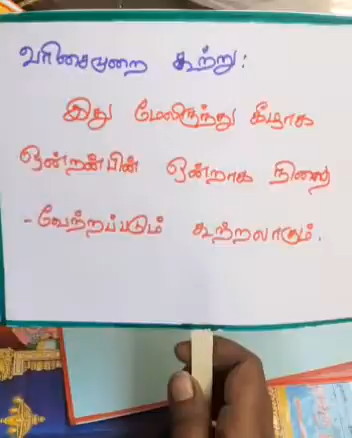 வரிசைமுறை கூற்று:
இது மேலிருந்து கீழாக
ஒன்றன்பின் ஒன்றாக நிறை
-வேற்றப்படும் கூற்றலாகும்.